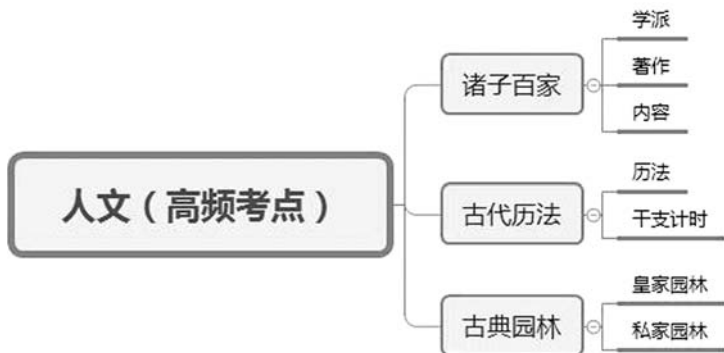 人文（高频考点）
诸子百家
学派
著作
内容
古代历法
历法
干支计时
古典园林
皇家园林
私家园林